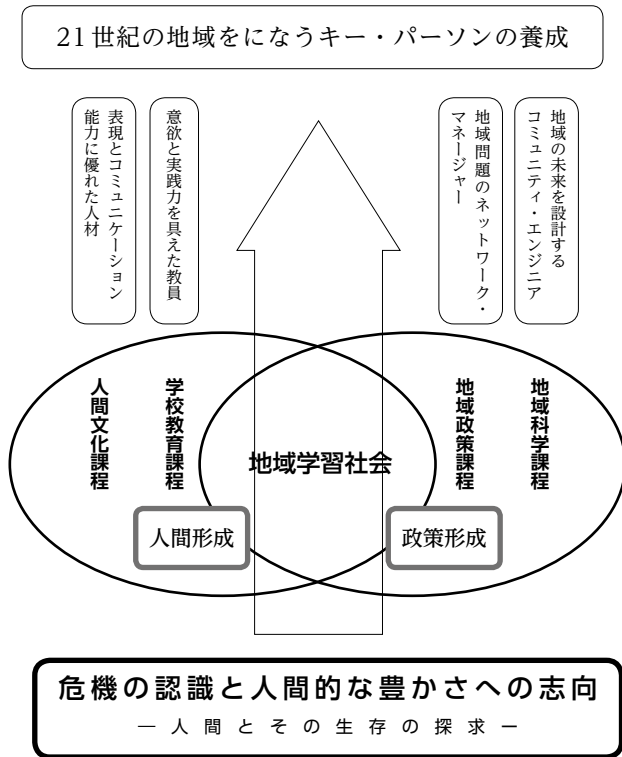 21世紀の地域をになうキー・パーソンの養成
表現とコミュニケーション
能力に優れた人材
意欲と実践力を具えた教員
地域問題のネットワーク・
マネージャー
地域の未来を設計する
コミュニティ・エンジニア
人間文化課程
学校教育課程
地域学習社会
地域政策課程
地域科学課程
人間形成
政策形成
危機の認識と人間的な豊かさへの志向
― 人間とその生存の探求 ―